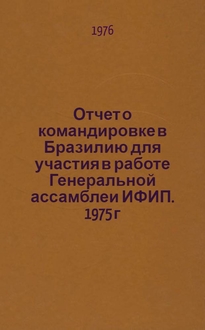 1976
Отчет о
командировке в
Бразилию для
участия в работе
Генеральной
ассамблеи ИФИП.
1975 г